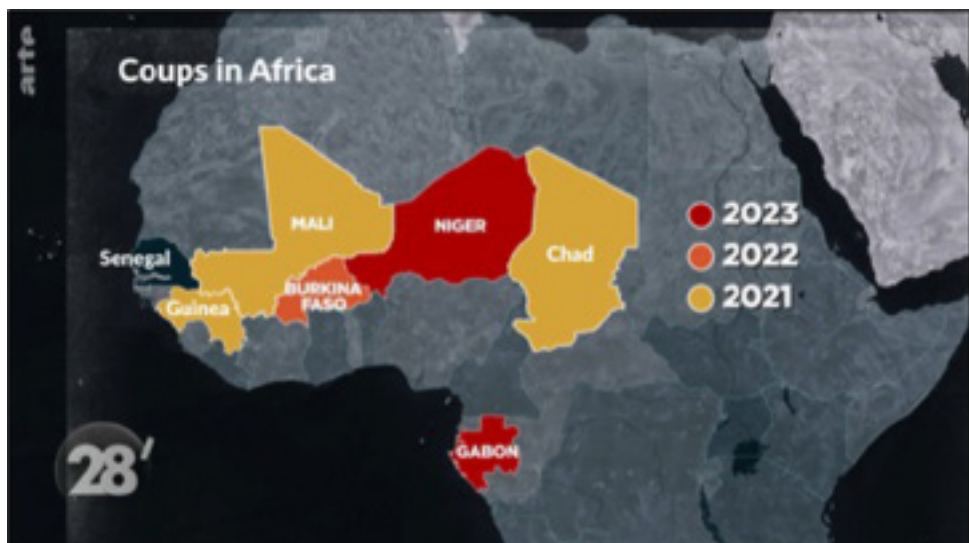 arte
Coups in Africa
MALI
NIGER
2023
Senegal
Chad
2022
BURKINA
FASO
Guinea
2021
28'
GABON